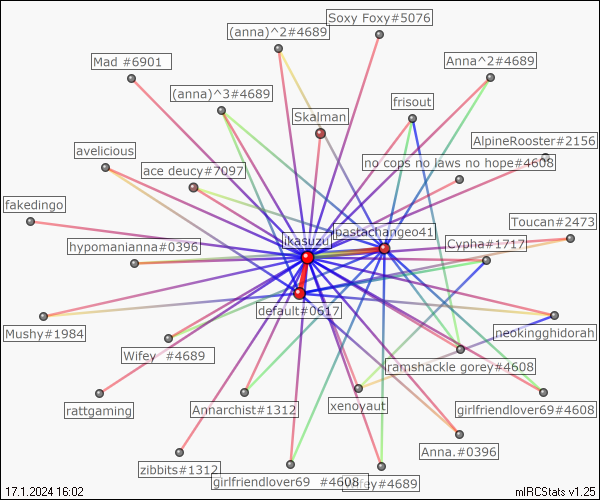 Soxy Foxy#5076
(anna)^2#4689
Mad #6901
Anna^2#4689
(anna)^3#4689
frisout
Skalman
AlpineRooster#2156
avelicious
no cops no laws no hope#4608
ace deucy#7097
fakedingo
Toucan#2473
pastachangeo41
ikasuzu
Cypha#1717
hypomanianna#0396
default#0617
Mushy#1984
neokingghidorah
Wifey  #4689
ramshackle gorey#4608
rattgaming
Annarchist#1312
xenoyaut
girlfriendlover69#4608
Anna.#0396
zibbits#1312
girlfriendlover69  #4608
Wifey#4689
17.1.2024 16:02
mIRCStats v1.25